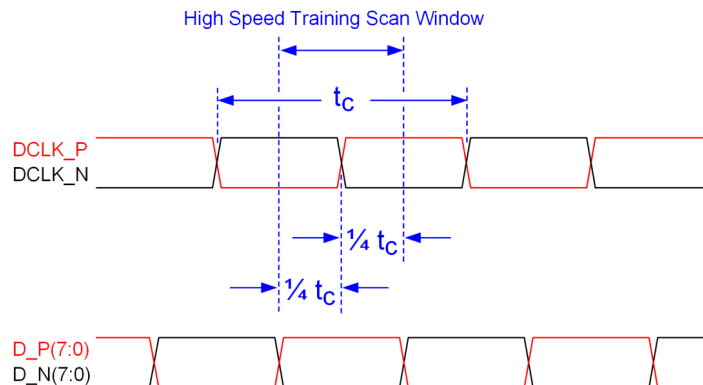 High Speed Training Scan Window
tC
DCLK_P
DCLK_N
¼ tC
¼ tC
D_P(7:0)
D_N(7:0)